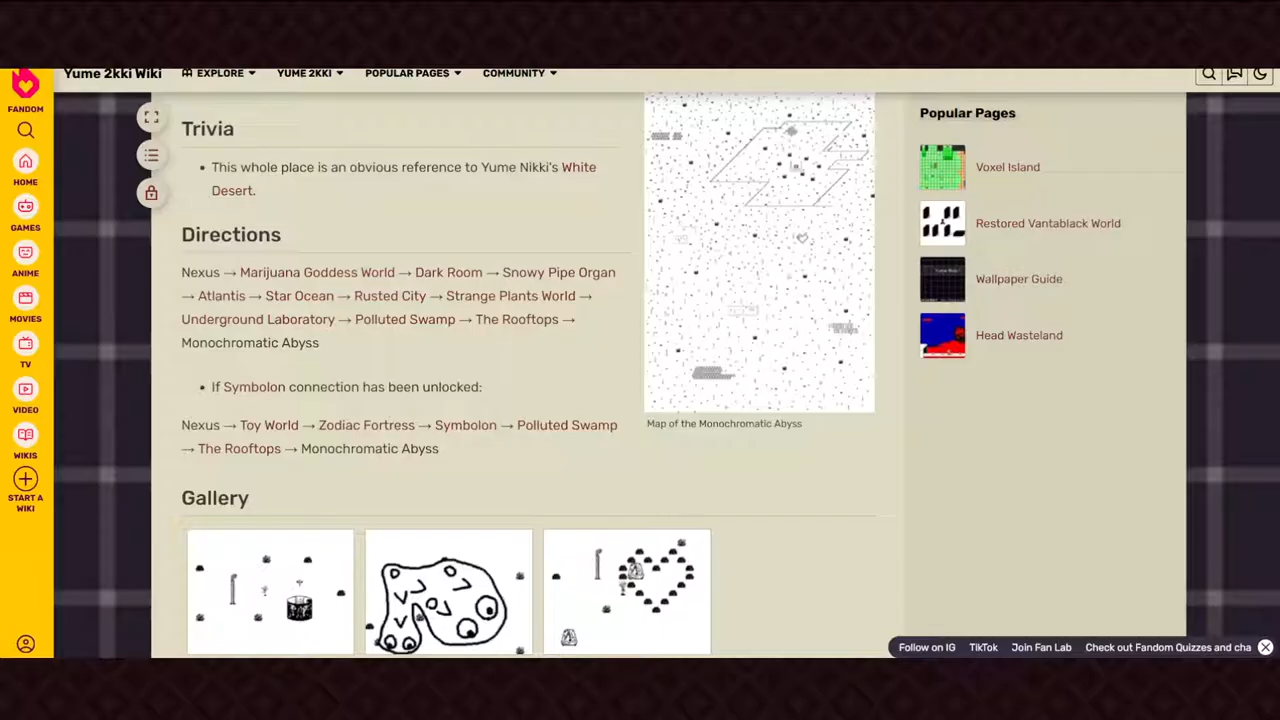 Yume 2kki Wiki
EXPLORE
YUME 2KKI
POPULAR PAGES
COMMUNITY
FANDOM
HOME
GAMES
ANIME
MOVIES
TV
VIDEO
WIKIS
START A
WIKI
Trivia
• This whole place is an obvious reference to Yume Nikki's White
Desert.
Directions
Nexus → Marijuana Goddess World → Dark Room → Snowy Pipe Organ
→ Atlantis → Star Ocean → Rusted City → Strange Plants World →
Underground Laboratory → Polluted Swamp → The Rooftops →
Monochromatic Abyss
• If Symbolon connection has been unlocked:
Nexus → Toy World → Zodiac Fortress → Symbolon → Polluted Swamp
→ The Rooftops → Monochromatic Abyss
Gallery
Map of the Monochromatic Abyss
Popular Pages
Voxel Island
Restored Vantablack World
Wallpaper Guide
Head Wasteland
Follow on IG TikTok Join Fan Lab Check out Fandom Quizzes and cha